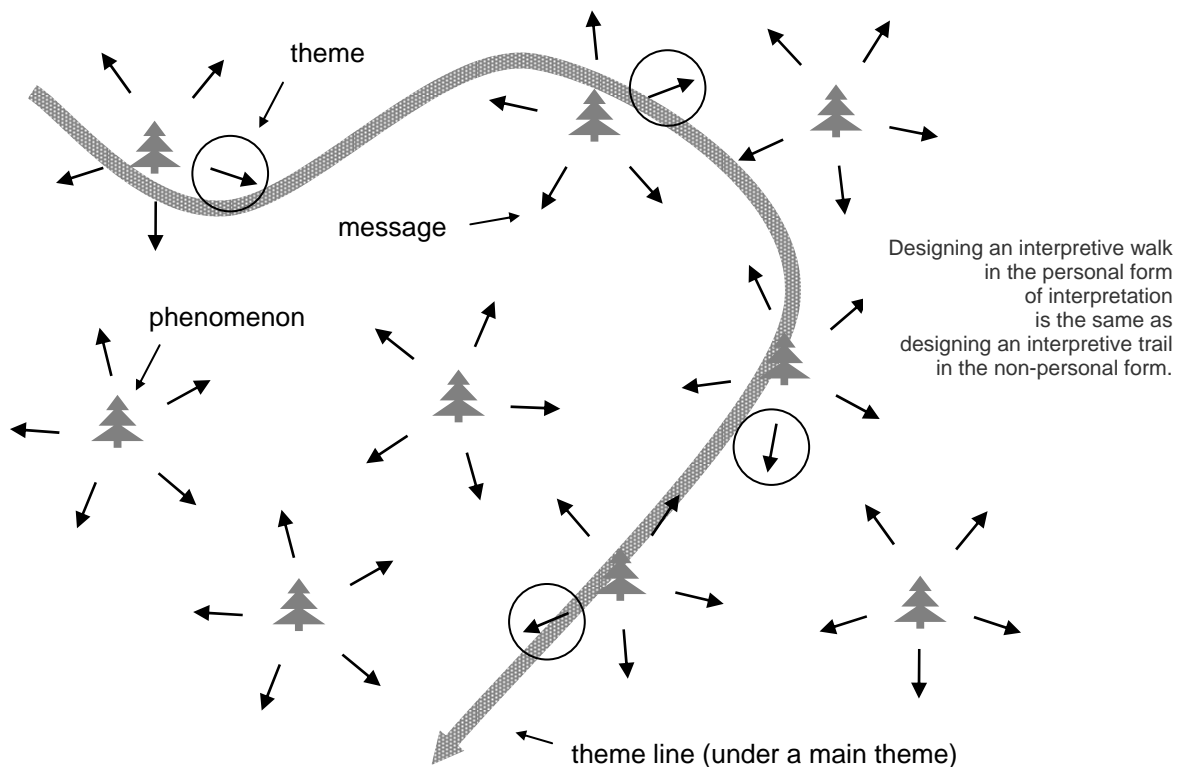 theme
message
Designing an interpretive walk
in the personal form
of interpretation
is the same as
designing an interpretive trail
in the non-personal form.
phenomenon
theme line (under a main theme)